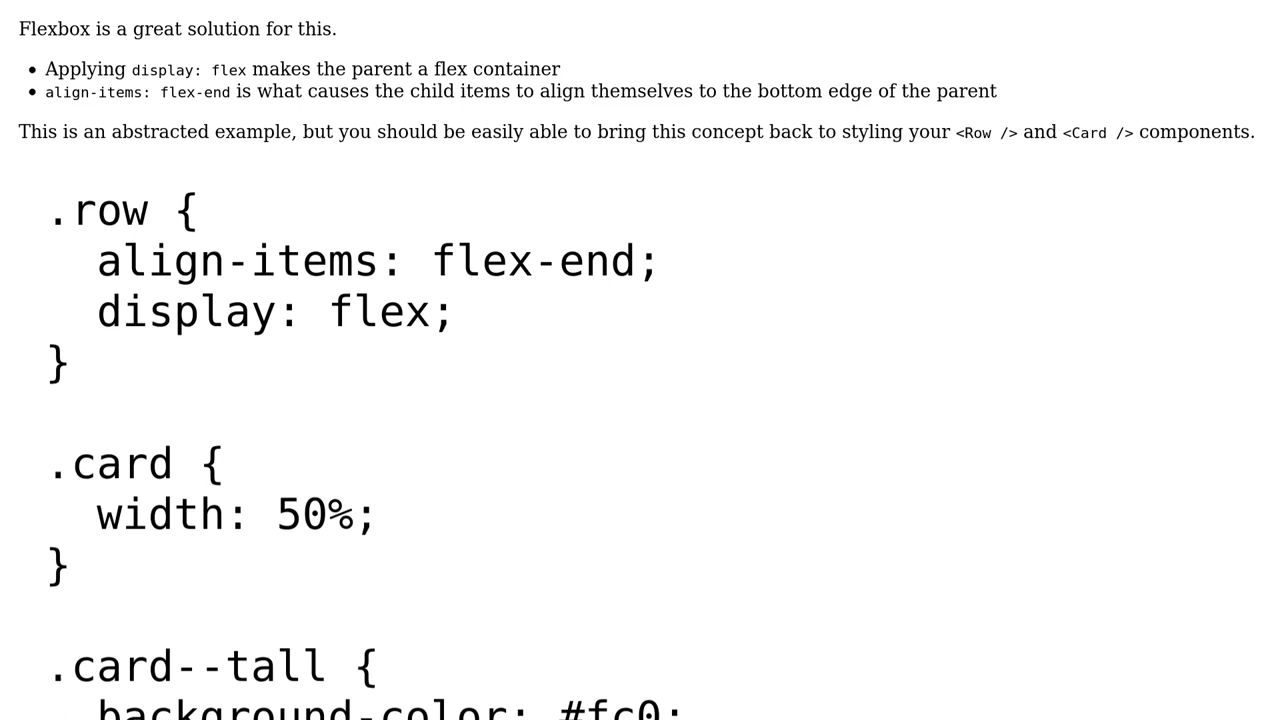 Flexbox is a great solution for this.
• Applying display: flex makes the parent a flex container
• align-items: flex-end is what causes the child items to align themselves to the bottom edge of the parent
This is an abstracted example, but you should be easily able to bring this concept back to styling your <Row /> and <Card /> components.
.row {
  align-items: flex-end;
  display: flex;
}
.card {
  width: 50%;
}
.card--tall {
  background-color: #fc0;